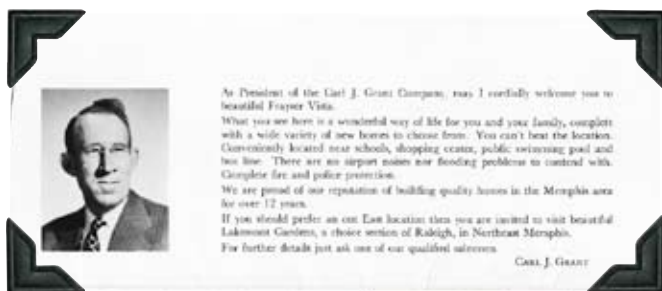 As President of the Carl J. Grant Company, may I cordially welcome you to
beautiful Frayser Vista.
What you see here is a wonderful way of life for you and your family, complete
with a wide variety of new homes to choose from. You can't beat the location.
Conveniently located near schools, shopping center, public swimming pool and
bus line. There are no airport noises nor flooding problems to contend with.
Complete fire and police protection.
We are proud of our reputation of building quality homes in the Memphis area
for over 12 years.
If you should prefer an out East location then you are invited to visit beautiful
Lakemont Gardens, a choice section of Raleigh, in Northeast Memphis.
For further details just ask one of our qualified salesmen.
CARL J. GRANT